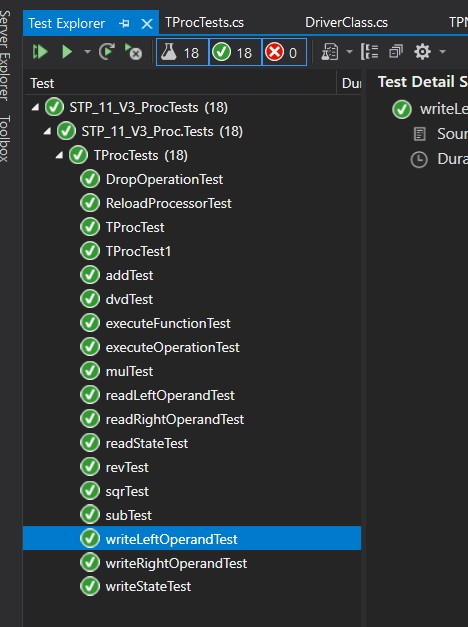 Server Explorer
Toolbox
Test Explorer
TProcTests.cs
DriverClass.cs
18
18
0
Test
Test Detail S
STP_11_V3_ProcTests (18)
STP_11_V3_Proc.Tests (18)
TProcTests (18)
DropOperationTest
ReloadProcessorTest
TProcTest
TProcTest1
addTest
dvdTest
executeFunctionTest
executeOperationTest
mulTest
readLeftOperandTest
readRightOperandTest
readStateTest
revTest
sqrTest
subTest
writeLeftOperandTest
writeRightOperandTest
writeStateTest
writeLe
Sour
Dura